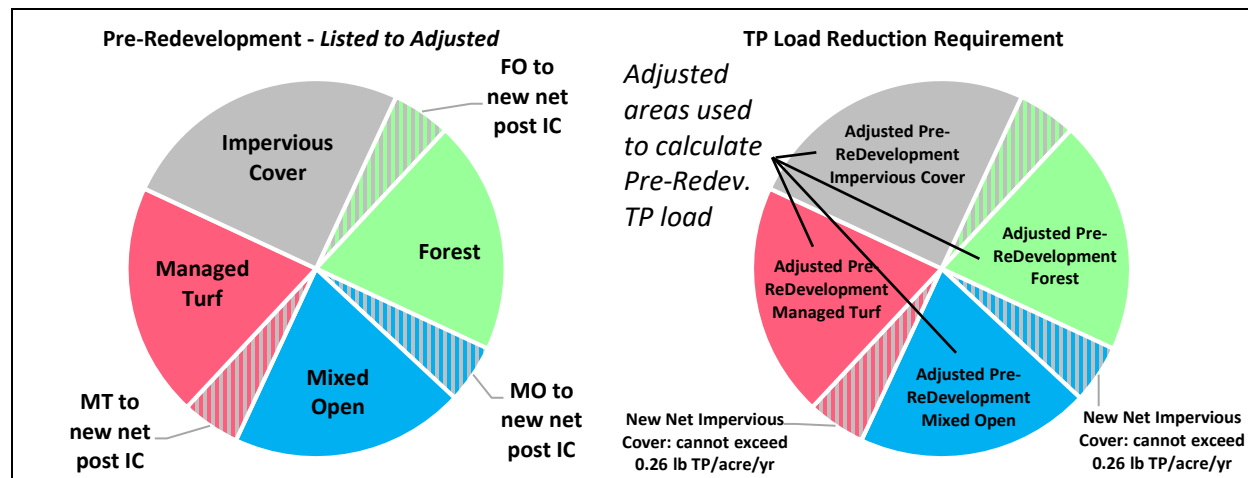 Pre-Redevelopment - Listed to Adjusted
FO to
new net
post IC
Impervious
Cover
Forest
Managed
Turf
Mixed
Open
MT to
new net
post IC
MO to
new net
post IC
TP Load Reduction Requirement
Adjusted
areas used
to calculate
Pre-Redev.
TP load
Adjusted Pre-
ReDevelopment
Impervious Cover
Adjusted Pre-
ReDevelopment
Forest
Adjusted Pre-
ReDevelopment
Managed Turf
Adjusted Pre-
ReDevelopment
Mixed Open
New Net Impervious
Cover: cannot exceed
0.26 lb TP/acre/yr
New Net Impervious
Cover: cannot exceed
0.26 lb TP/acre/yr